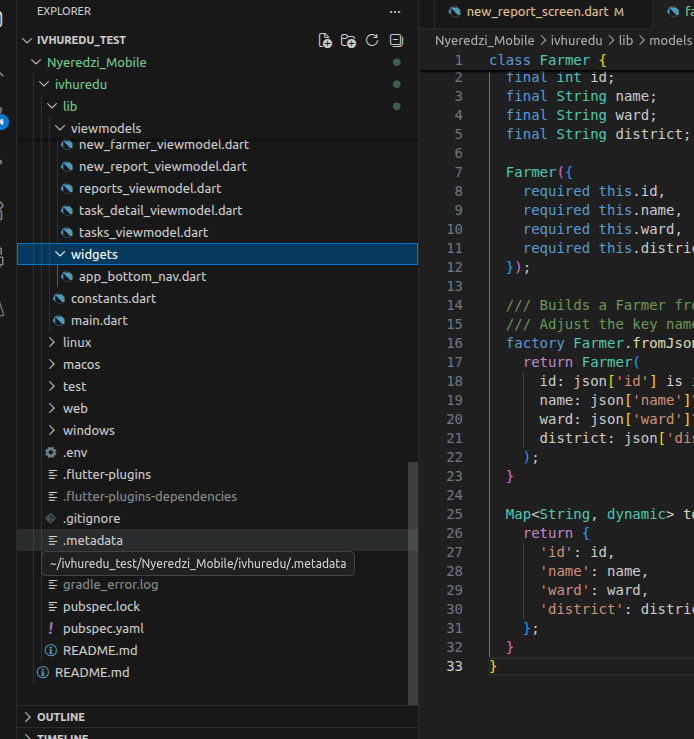 EXPLORER
IVHUREDU_TEST
Nyeredzi_Mobile
ivhuredu
lib
viewmodels
new_farmer_viewmodel.dart
new_report_viewmodel.dart
reports_viewmodel.dart
task_detail_viewmodel.dart
tasks_viewmodel.dart
widgets
app_bottom_nav.dart
constants.dart
main.dart
linux
macos
test
web
windows
.env
.flutter-plugins
.flutter-plugins-dependencies
.gitignore
.metadata
~/ivhuredu_test/Nyeredzi_Mobile/ivhuredu/.metadata
gradle_error.log
pubspec.lock
pubspec.yaml
README.md
README.md
OUTLINE
TIMELINE
new_report_screen.dart M
fa
Nyeredzi_Mobile > ivhuredu > lib > models
1 class Farmer {
2 final int id;
3 final String name;
4 final String ward;
5 final String district;
6
7 Farmer({
8 required this.id,
9 required this.name,
10 required this.ward,
11 required this.distric
12 });
13
14 /// Builds a Farmer fro
15 /// Adjust the key name
16 factory Farmer.fromJson
17 return Farmer(
18 id: json['id'] is i
19 name: json['name']?
20 ward: json['ward']?
21 district: json['dis
22 );
23 }
24
25 Map<String, dynamic> to
26 return {
27 'id': id,
28 'name': name,
29 'ward': ward,
30 'district': distric
31 };
32 }
33 }